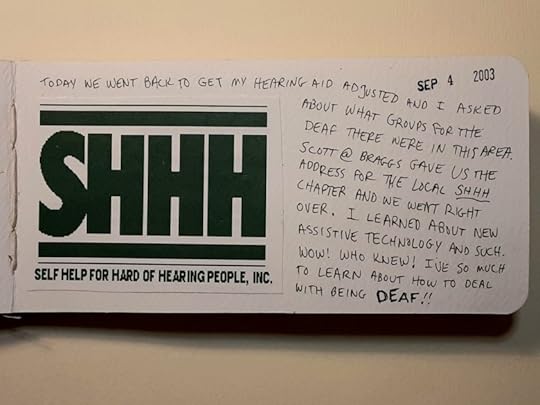 TODAY WE WENT BACK TO GET MY HEARING AID ADJUSTED AND I ASKED
SEP 4 2003
ABOUT WHAT GROUPS FOR THE
DEAF THERE WERE IN THIS AREA.
SCOTT @ BRAGGS GAVE US THE
ADDRESS FOR THE LOCAL SHHH
CHAPTER AND WE WENT RIGHT
OVER. I LEARNED ABOUT NEW
ASSISTIVE TECHNOLOGY AND SUCH.
WOW! WHO KNEW! I'VE SO MUCH
TO LEARN ABOUT HOW TO DEAL
WITH BEING DEAF!!
SHHH
SELF HELP FOR HARD OF HEARING PEOPLE, INC.